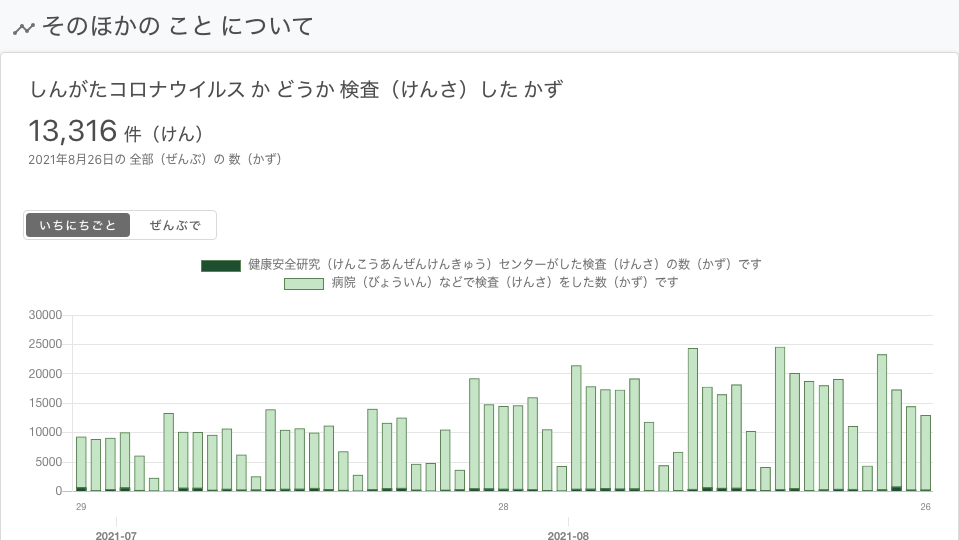 そのほかの こと について
しんがたコロナウイルス か どうか 検査（けんさ）した かず
13,316 件（けん）
2021年8月26日の 全部（ぜんぶ）の 数（かず）
いちにちごと ぜんぶで
健康安全研究（けんこうあんぜんけんきゅう）センターがした検査（けんさ）の数（かず）です
病院（びょういん）などで検査（けんさ）をした数（かず）です
30000
25000
20000
15000
10000
5000
0
29 28 26
2021-07 2021-08